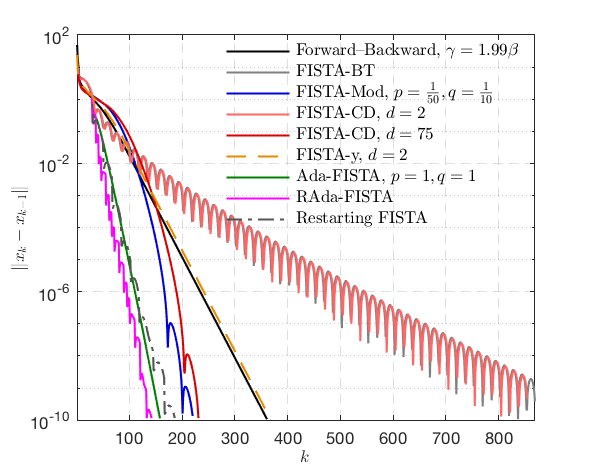 10^2
10^-2
10^-6
10^-10
‖x_k − x_{k−1}‖
Forward–Backward, γ = 1.99β
FISTA-BT
FISTA-Mod, p = 1/50, q = 1/10
FISTA-CD, d = 2
FISTA-CD, d = 75
FISTA-y, d = 2
Ada-FISTA, p = 1, q = 1
RAda-FISTA
Restarting FISTA
100 200 300 400 500 600 700 800
k